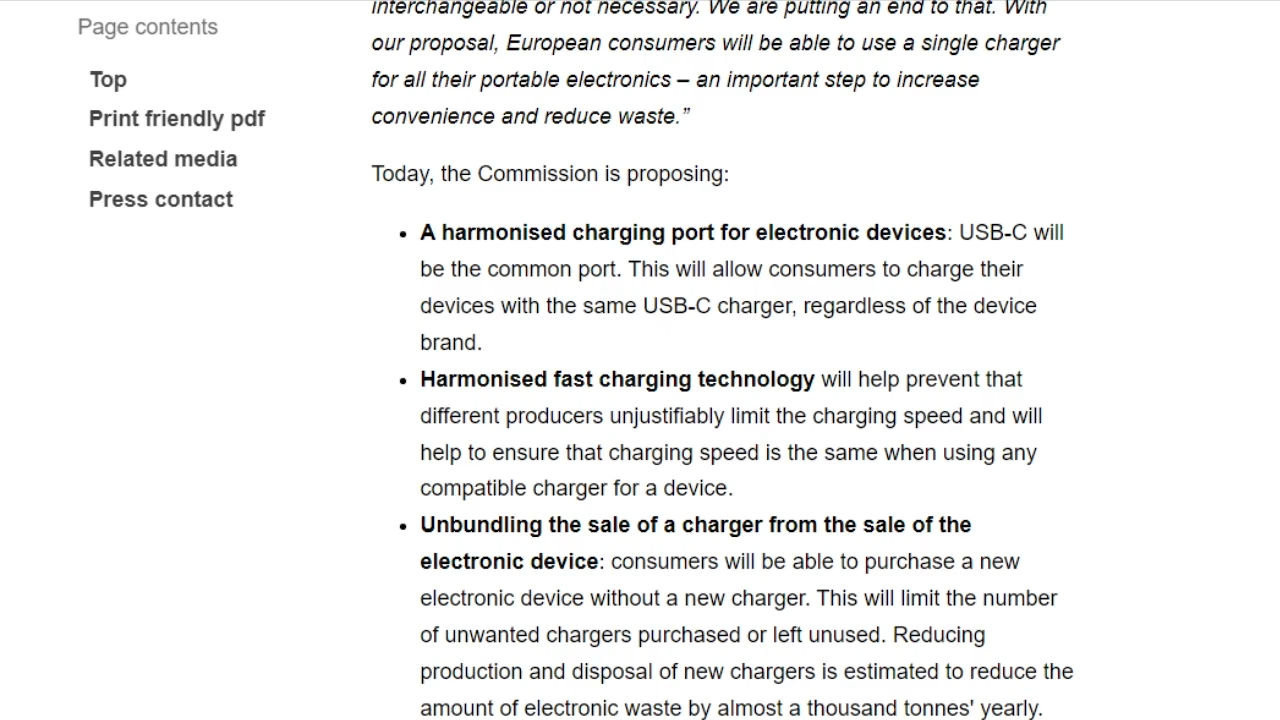 Page contents
Top
Print friendly pdf
Related media
Press contact
interchangeable or not necessary. We are putting an end to that. With
our proposal, European consumers will be able to use a single charger
for all their portable electronics – an important step to increase
convenience and reduce waste.”
Today, the Commission is proposing:
• A harmonised charging port for electronic devices: USB-C will
be the common port. This will allow consumers to charge their
devices with the same USB-C charger, regardless of the device
brand.
• Harmonised fast charging technology will help prevent that
different producers unjustifiably limit the charging speed and will
help to ensure that charging speed is the same when using any
compatible charger for a device.
• Unbundling the sale of a charger from the sale of the
electronic device: consumers will be able to purchase a new
electronic device without a new charger. This will limit the number
of unwanted chargers purchased or left unused. Reducing
production and disposal of new chargers is estimated to reduce the
amount of electronic waste by almost a thousand tonnes' yearly.